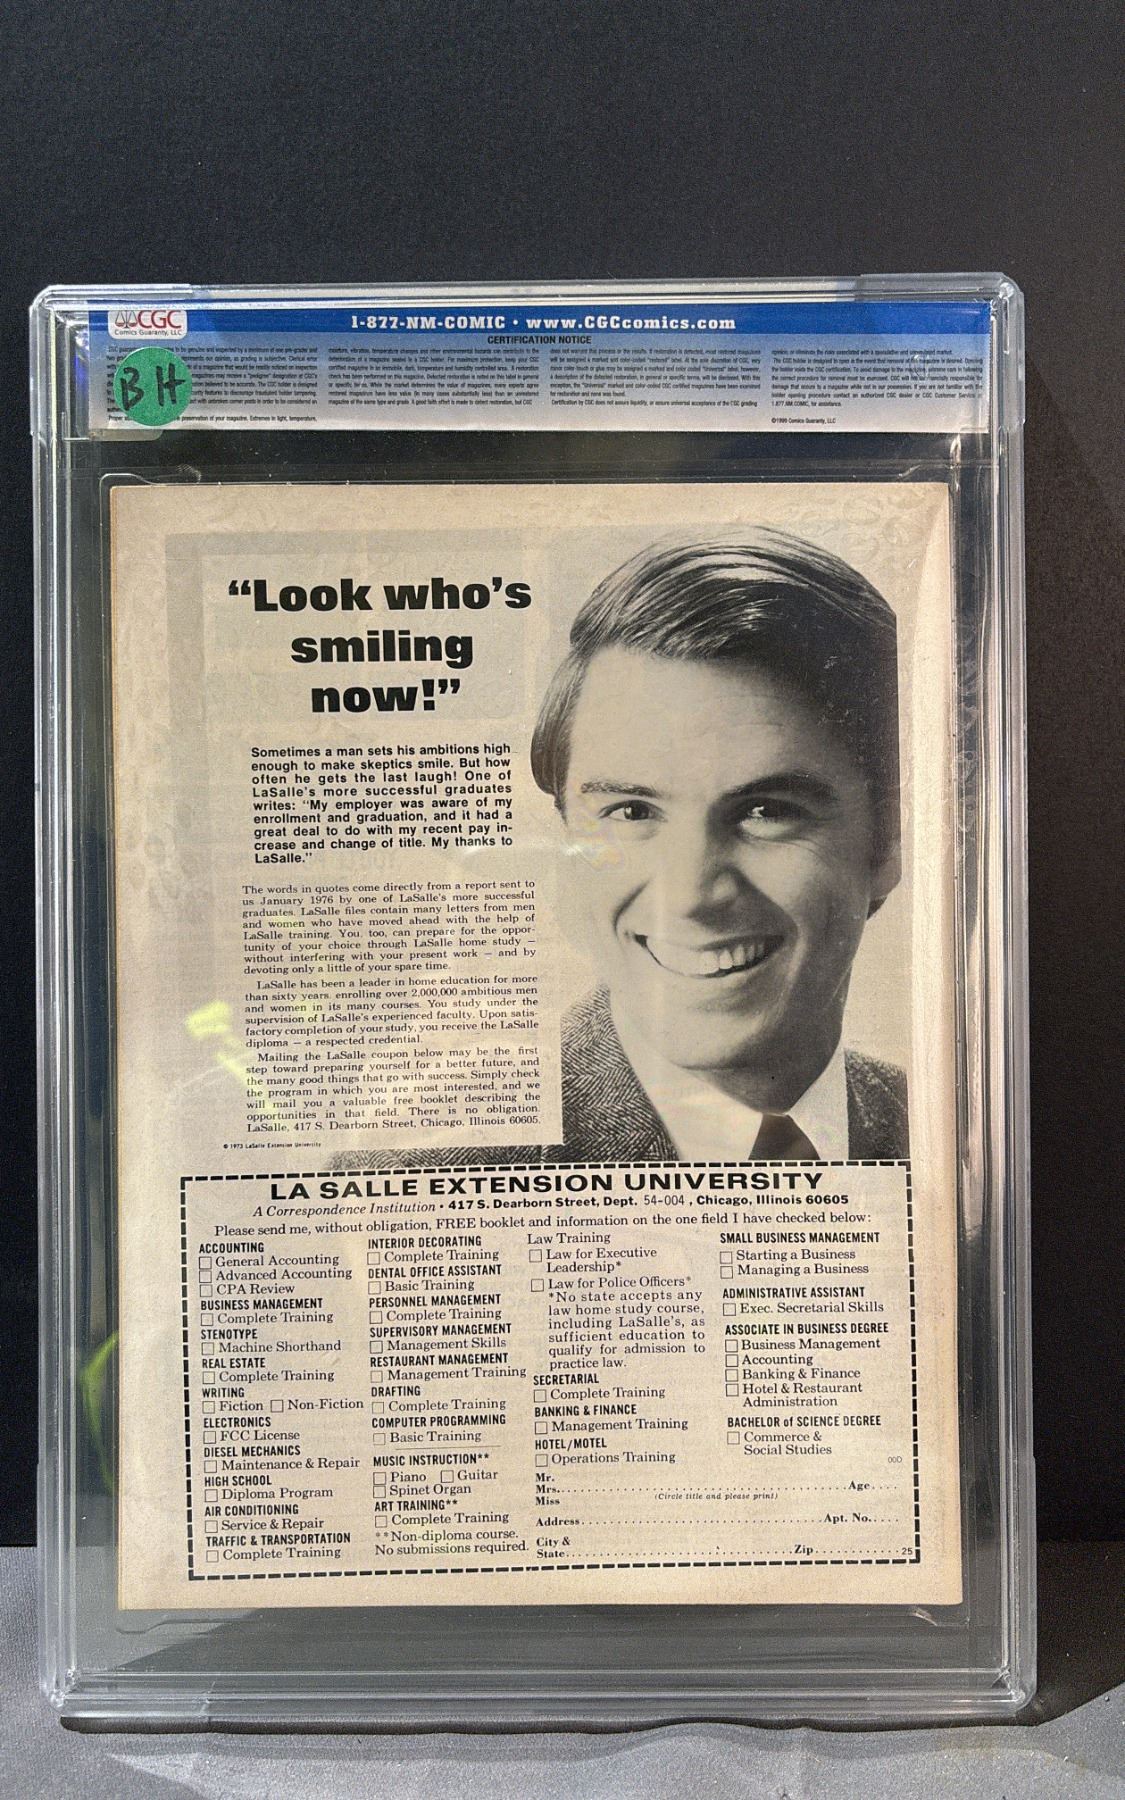 CGC
Comics Guaranty, LLC
1-877-NM-COMIC • www.CGCcomics.com
CERTIFICATION NOTICE
BH
©1999 Comics Guaranty, LLC
“Look who’s
smiling
now!”
Sometimes a man sets his ambitions high
enough to make skeptics smile. But how
often he gets the last laugh! One of
LaSalle's more successful graduates
writes: "My employer was aware of my
enrollment and graduation, and it had a
great deal to do with my recent pay in-
crease and change of title. My thanks to
LaSalle."
The words in quotes come directly from a report sent to
us January 1976 by one of LaSalle's more successful
graduates. LaSalle files contain many letters from men
and women who have moved ahead with the help of
LaSalle training. You, too, can prepare for the oppor-
tunity of your choice through LaSalle home study —
without interfering with your present work — and by
devoting only a little of your spare time.
LaSalle has been a leader in home education for more
than sixty years, enrolling over 2,000,000 ambitious men
and women in its many courses. You study under the
supervision of LaSalle's experienced faculty. Upon satis-
factory completion of your study, you receive the LaSalle
diploma — a respected credential.
Mailing the LaSalle coupon below may be the first
step toward preparing yourself for a better future, and
the many good things that go with success. Simply check
the program in which you are most interested, and we
will mail you a valuable free booklet describing the
opportunities in that field. There is no obligation.
LaSalle, 417 S. Dearborn Street, Chicago, Illinois 60605.
© 1973 LaSalle Extension University
LA SALLE EXTENSION UNIVERSITY
A Correspondence Institution • 417 S. Dearborn Street, Dept. 54-004 , Chicago, Illinois 60605
Please send me, without obligation, FREE booklet and information on the one field I have checked below:
ACCOUNTING
General Accounting
Advanced Accounting
CPA Review
BUSINESS MANAGEMENT
Complete Training
STENOTYPE
Machine Shorthand
REAL ESTATE
Complete Training
WRITING
Fiction Non-Fiction
ELECTRONICS
FCC License
DIESEL MECHANICS
Maintenance & Repair
HIGH SCHOOL
Diploma Program
AIR CONDITIONING
Service & Repair
TRAFFIC & TRANSPORTATION
Complete Training
INTERIOR DECORATING
Complete Training
DENTAL OFFICE ASSISTANT
Basic Training
PERSONNEL MANAGEMENT
Complete Training
SUPERVISORY MANAGEMENT
Management Skills
RESTAURANT MANAGEMENT
Management Training
DRAFTING
Complete Training
COMPUTER PROGRAMMING
Basic Training
MUSIC INSTRUCTION**
Piano Guitar
Spinet Organ
ART TRAINING**
Complete Training
**Non-diploma course.
No submissions required.
Law Training
Law for Executive
Leadership*
Law for Police Officers*
*No state accepts any
law home study course,
including LaSalle's, as
sufficient education to
qualify for admission to
practice law.
SECRETARIAL
Complete Training
BANKING & FINANCE
Management Training
HOTEL/MOTEL
Operations Training
SMALL BUSINESS MANAGEMENT
Starting a Business
Managing a Business
ADMINISTRATIVE ASSISTANT
Exec. Secretarial Skills
ASSOCIATE IN BUSINESS DEGREE
Business Management
Accounting
Banking & Finance
Hotel & Restaurant
Administration
BACHELOR of SCIENCE DEGREE
Commerce &
Social Studies
00D
Mr.
Mrs. Age
Miss (Circle title and please print)
Address Apt. No.
City &
State Zip 25